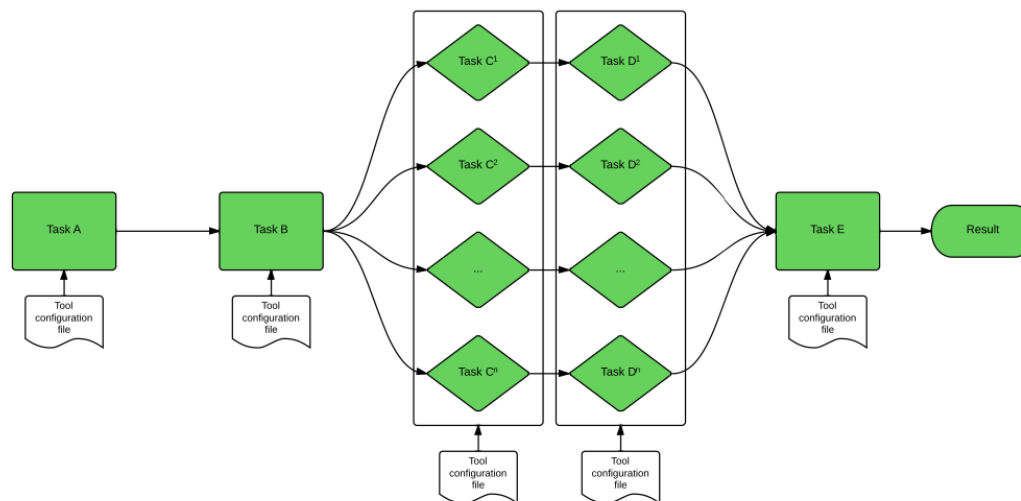 Task C¹
Task D¹
Task C²
Task D²
Task A
Task B
Task E
Result
...
...
Tool
configuration
file
Tool
configuration
file
Tool
configuration
file
Task Cⁿ
Task Dⁿ
Tool
configuration
file
Tool
configuration
file